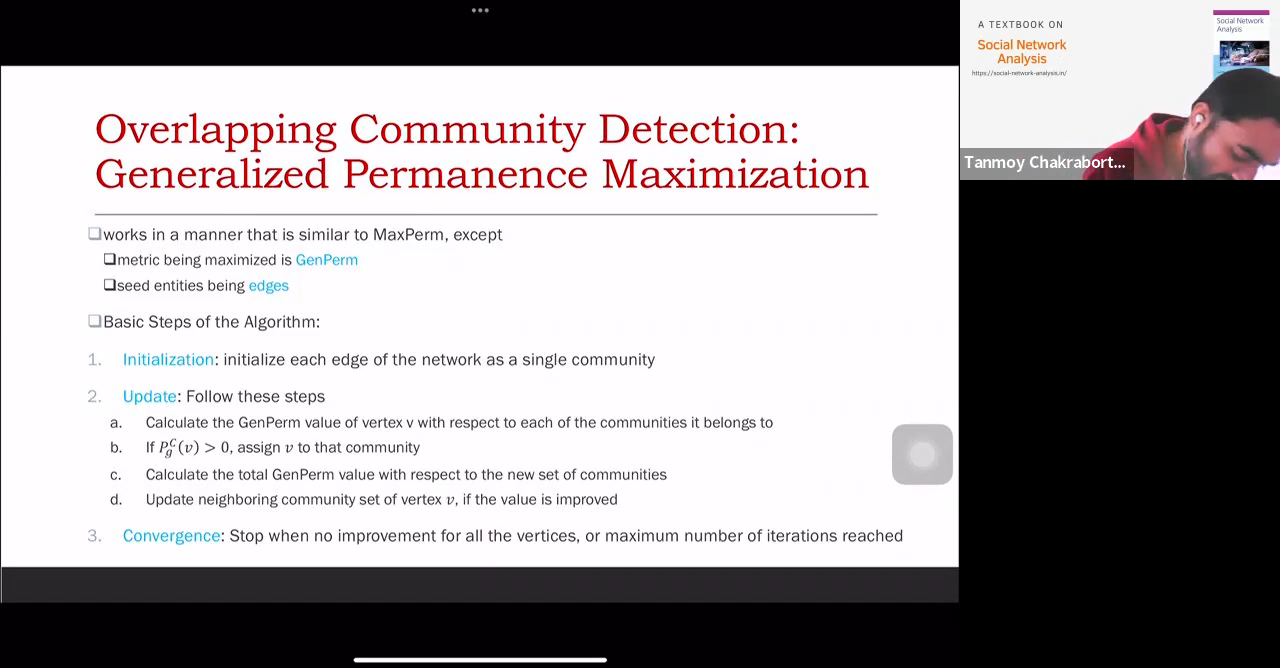 Overlapping Community Detection:
Generalized Permanence Maximization
works in a manner that is similar to MaxPerm, except
metric being maximized is GenPerm
seed entities being edges
Basic Steps of the Algorithm:
1. Initialization: initialize each edge of the network as a single community
2. Update: Follow these steps
a. Calculate the GenPerm value of vertex v with respect to each of the communities it belongs to
b. If P_g^C(v) > 0, assign v to that community
c. Calculate the total GenPerm value with respect to the new set of communities
d. Update neighboring community set of vertex v, if the value is improved
3. Convergence: Stop when no improvement for all the vertices, or maximum number of iterations reached
A TEXTBOOK ON
Social Network
Analysis
https://social-network-analysis.in/
Social Network
Analysis
Tanmoy Chakrabort...